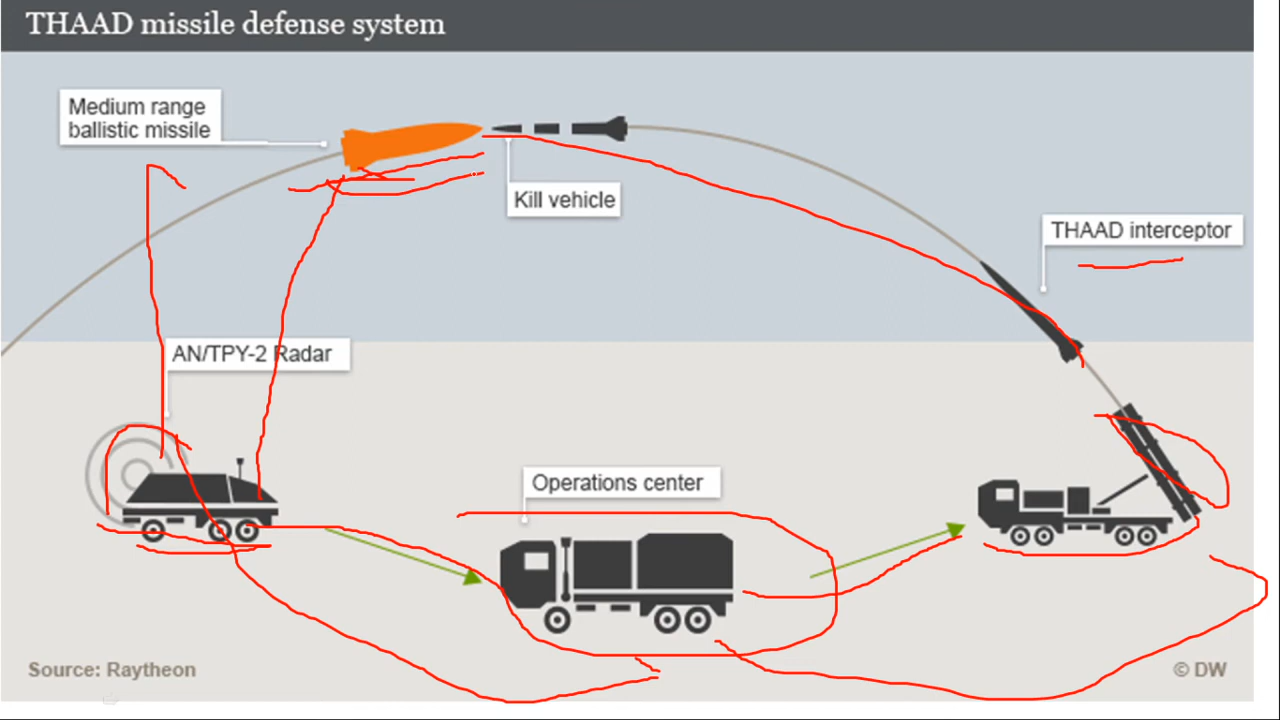 THAAD missile defense system
Medium range
ballistic missile
Kill vehicle
THAAD interceptor
AN/TPY-2 Radar
Operations center
Source: Raytheon
© DW